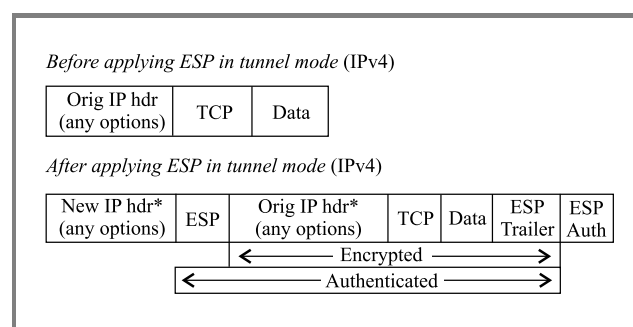 Before applying ESP in tunnel mode (IPv4)
Orig IP hdr
(any options)
TCP
Data
After applying ESP in tunnel mode (IPv4)
New IP hdr*
(any options)
ESP
Orig IP hdr*
(any options)
TCP
Data
ESP
Trailer
ESP
Auth
Encrypted
Authenticated